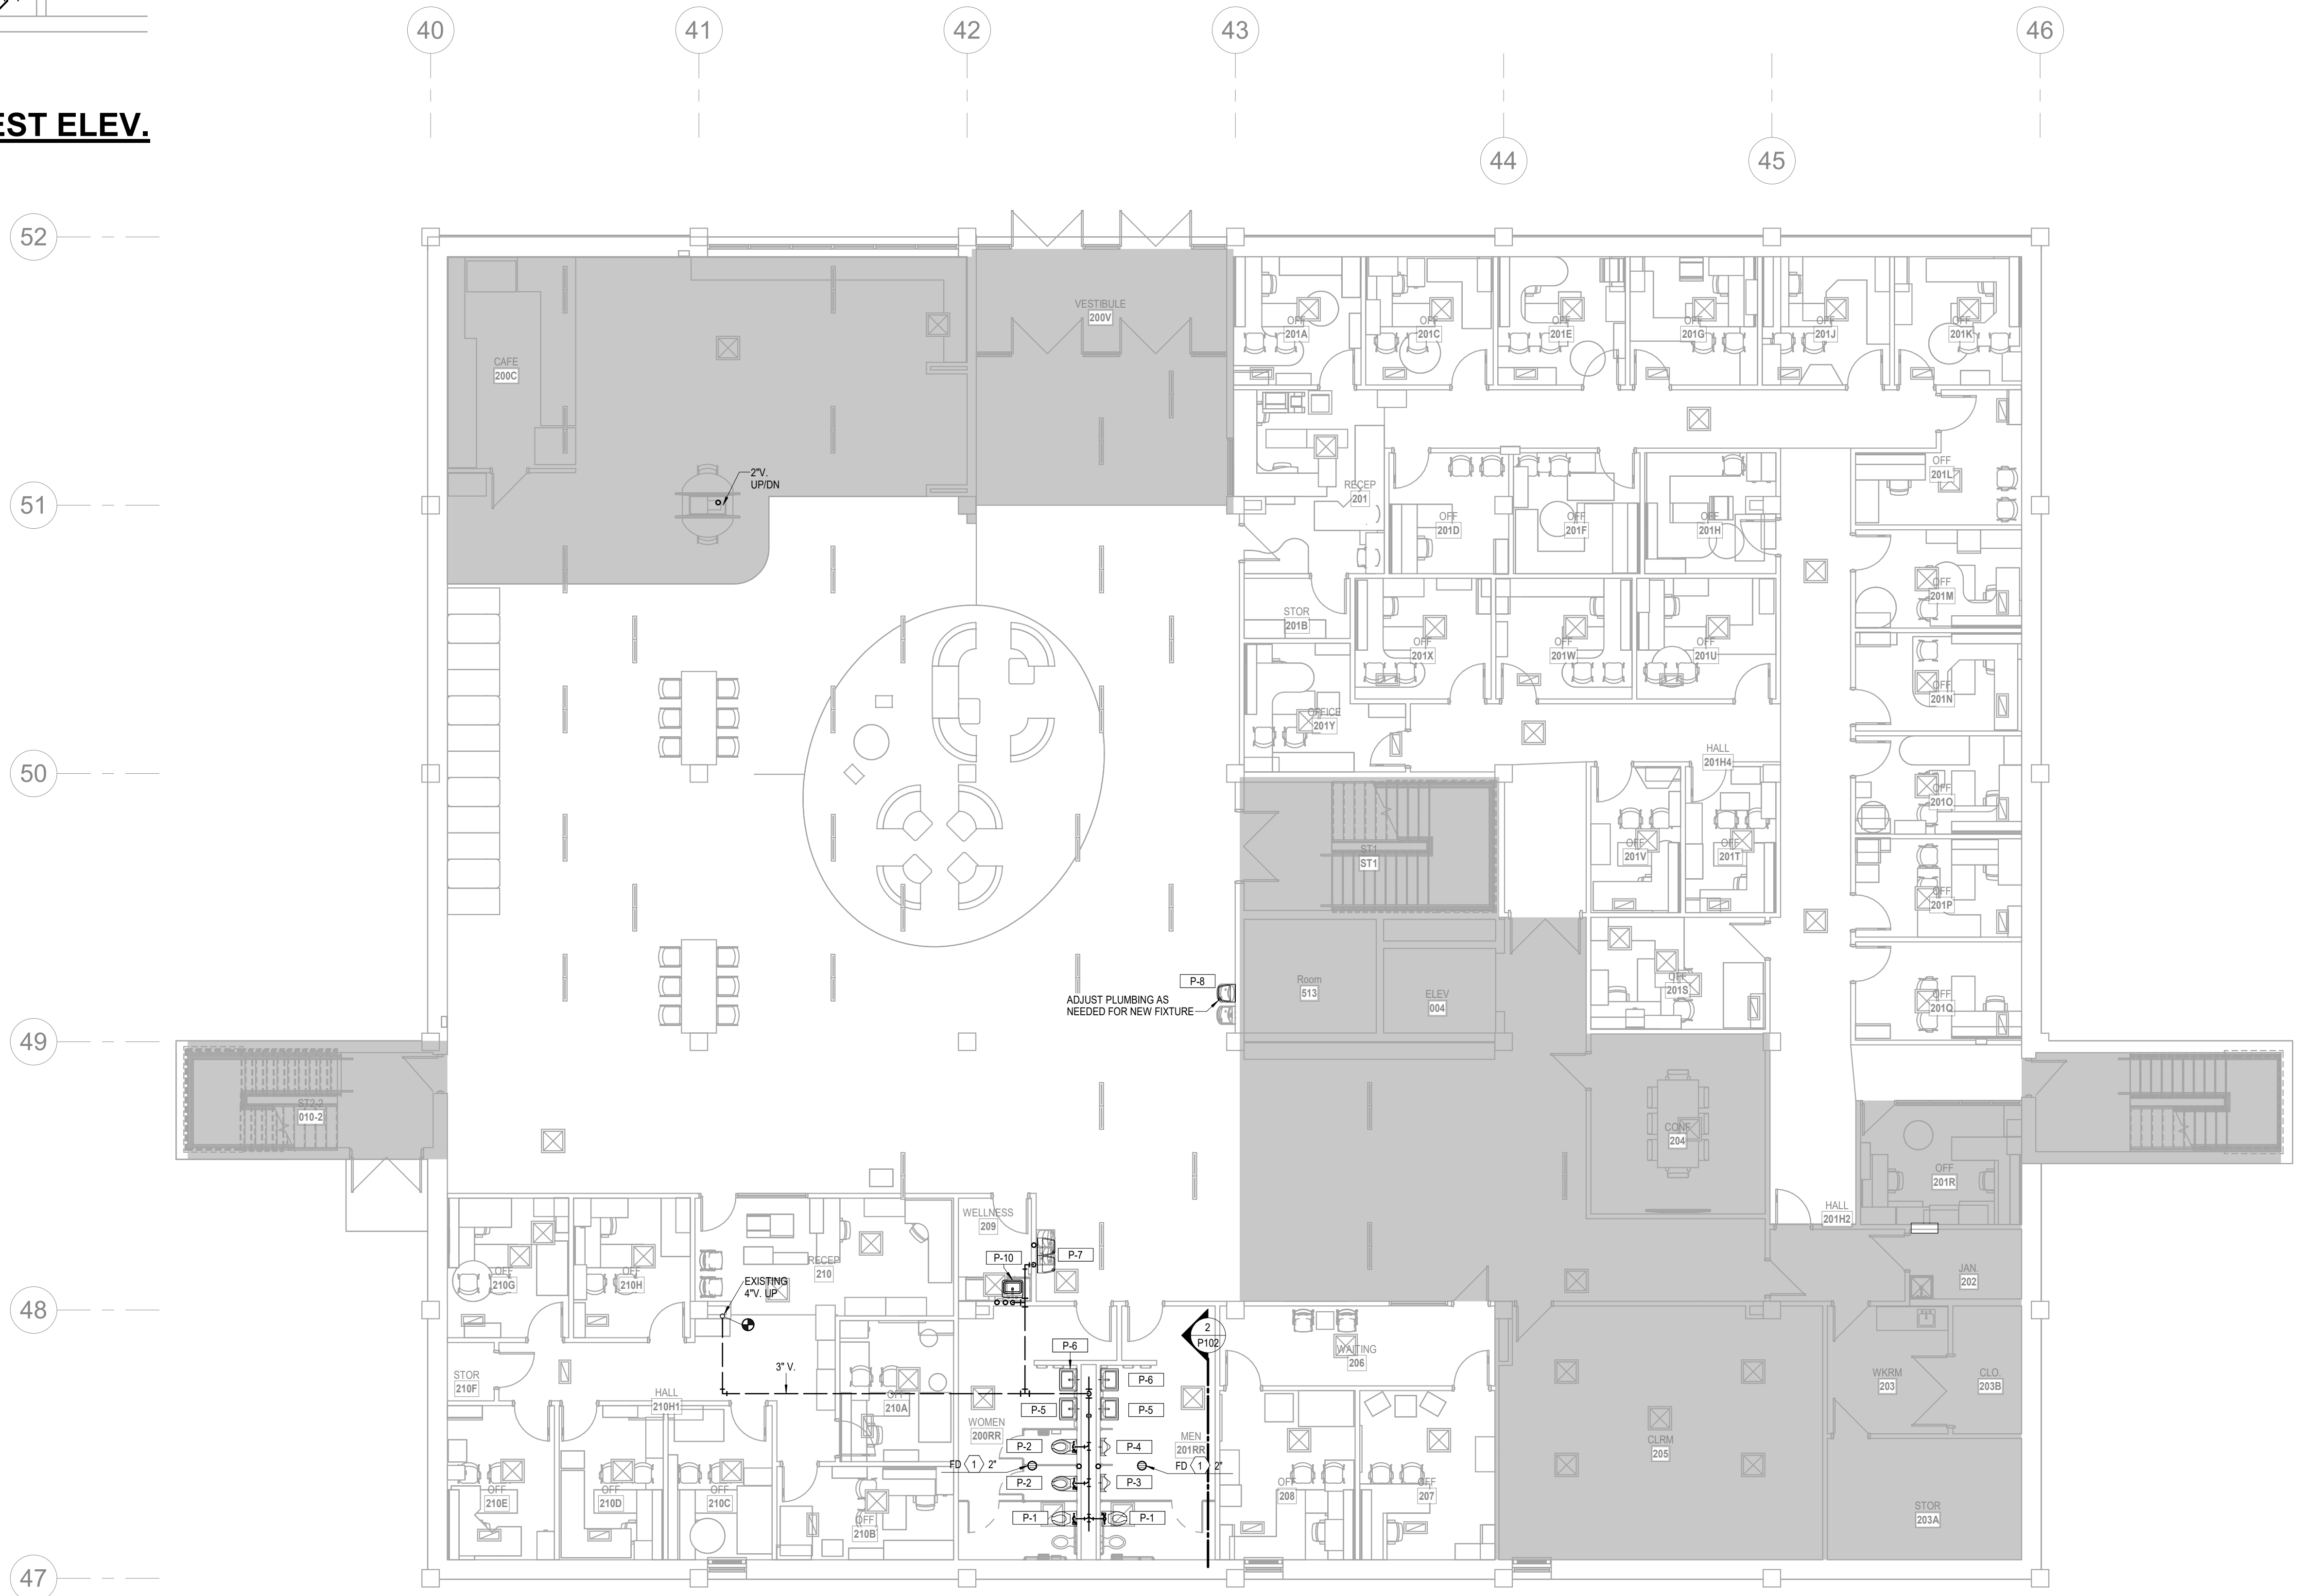 40
41
42
43
46
EST ELEV.
44
45
52
VESTIBULE
200V
OFF
201A
OFF
201C
OFF
201E
OFF
201G
OFF
201J
OFF
201K
CAFE
200C
51
2"V.
UP/DN
RECEP
201
OFF
201D
OFF
201F
OFF
201H
OFF
201L
STOR
201B
OFF
201X
OFF
201W
OFF
201U
OFF
201M
OFFICE
201Y
OFF
201N
50
HALL
201H4
OFF
201O
ST1
ST1
OFF
201V
OFF
201T
OFF
201P
P-8
ADJUST PLUMBING AS
NEEDED FOR NEW FIXTURE
Room
513
ELEV
004
OFF
201S
OFF
201Q
49
ST2-2
010-2
CONF
204
OFF
201R
HALL
201H2
WELLNESS
209
P-10
P-7
RECEP
210
OFF
210G
OFF
210H
EXISTING
4"V. UP
JAN.
202
48
2
P102
P-6
WAITING
206
3" V.
P-6
STOR
210F
HALL
210H1
OFF
210A
WKRM
203
CLO.
203B
P-5
P-5
WOMEN
200RR
MEN
201RR
P-2
P-4
CLRM
205
FD 1 2"
FD 1 2"
P-2
P-3
OFF
210E
OFF
210D
OFF
210C
OFF
208
OFF
207
P-1
P-1
OFF
210B
STOR
203A
47